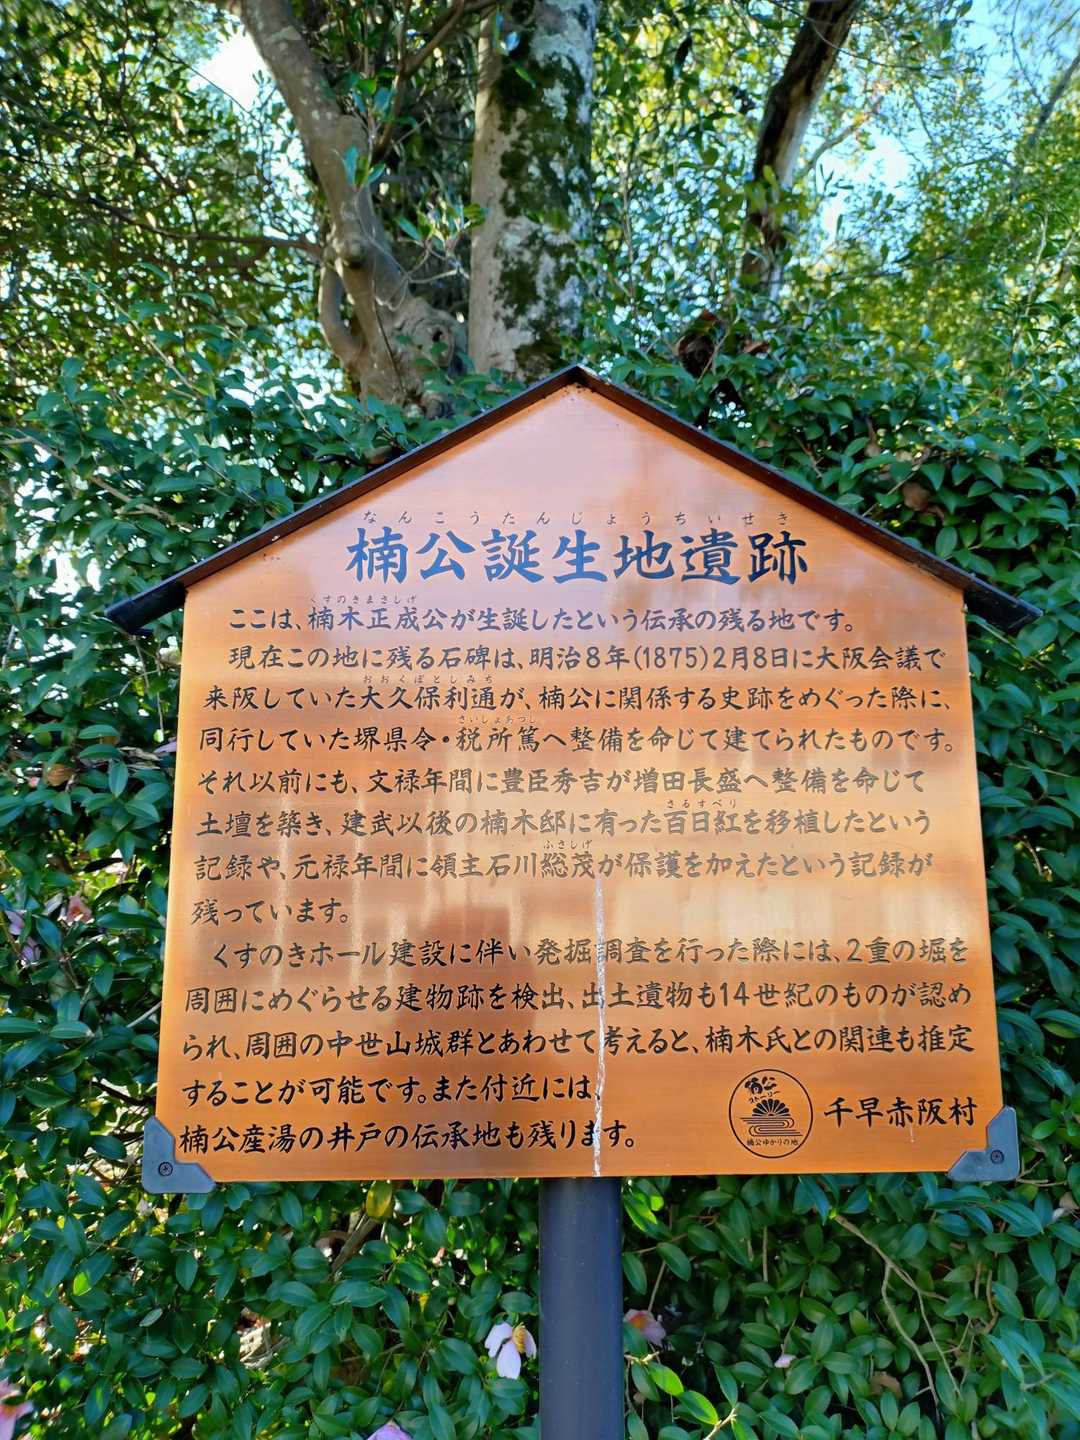 なんこうたんじょうちいせき
楠公誕生地遺跡
くすのきまさしげ
ここは、楠木正成公が生誕したという伝承の残る地です。
現在この地に残る石碑は、明治8年(1875)2月8日に大阪会議で
おおくぼとしみち
来阪していた大久保利通が、楠公に関係する史跡をめぐった際に、
さいしょあつし
同行していた堺県令・税所篤へ整備を命じて建てられたものです。
それ以前にも、文禄年間に豊臣秀吉が増田長盛へ整備を命じて
さるすべり
土壇を築き、建武以後の楠木邸に有った百日紅を移植したという
ふさしげ
記録や、元禄年間に領主石川総茂が保護を加えたという記録が
残っています。
くすのきホール建設に伴い発掘調査を行った際には、2重の堀を
周囲にめぐらせる建物跡を検出、出土遺物も14世紀のものが認め
られ、周囲の中世山城群とあわせて考えると、楠木氏との関連も推定
することが可能です。また付近には、
楠公産湯の井戸の伝承地も残ります。
楠公
ストーリー
楠公ゆかりの地
千早赤阪村